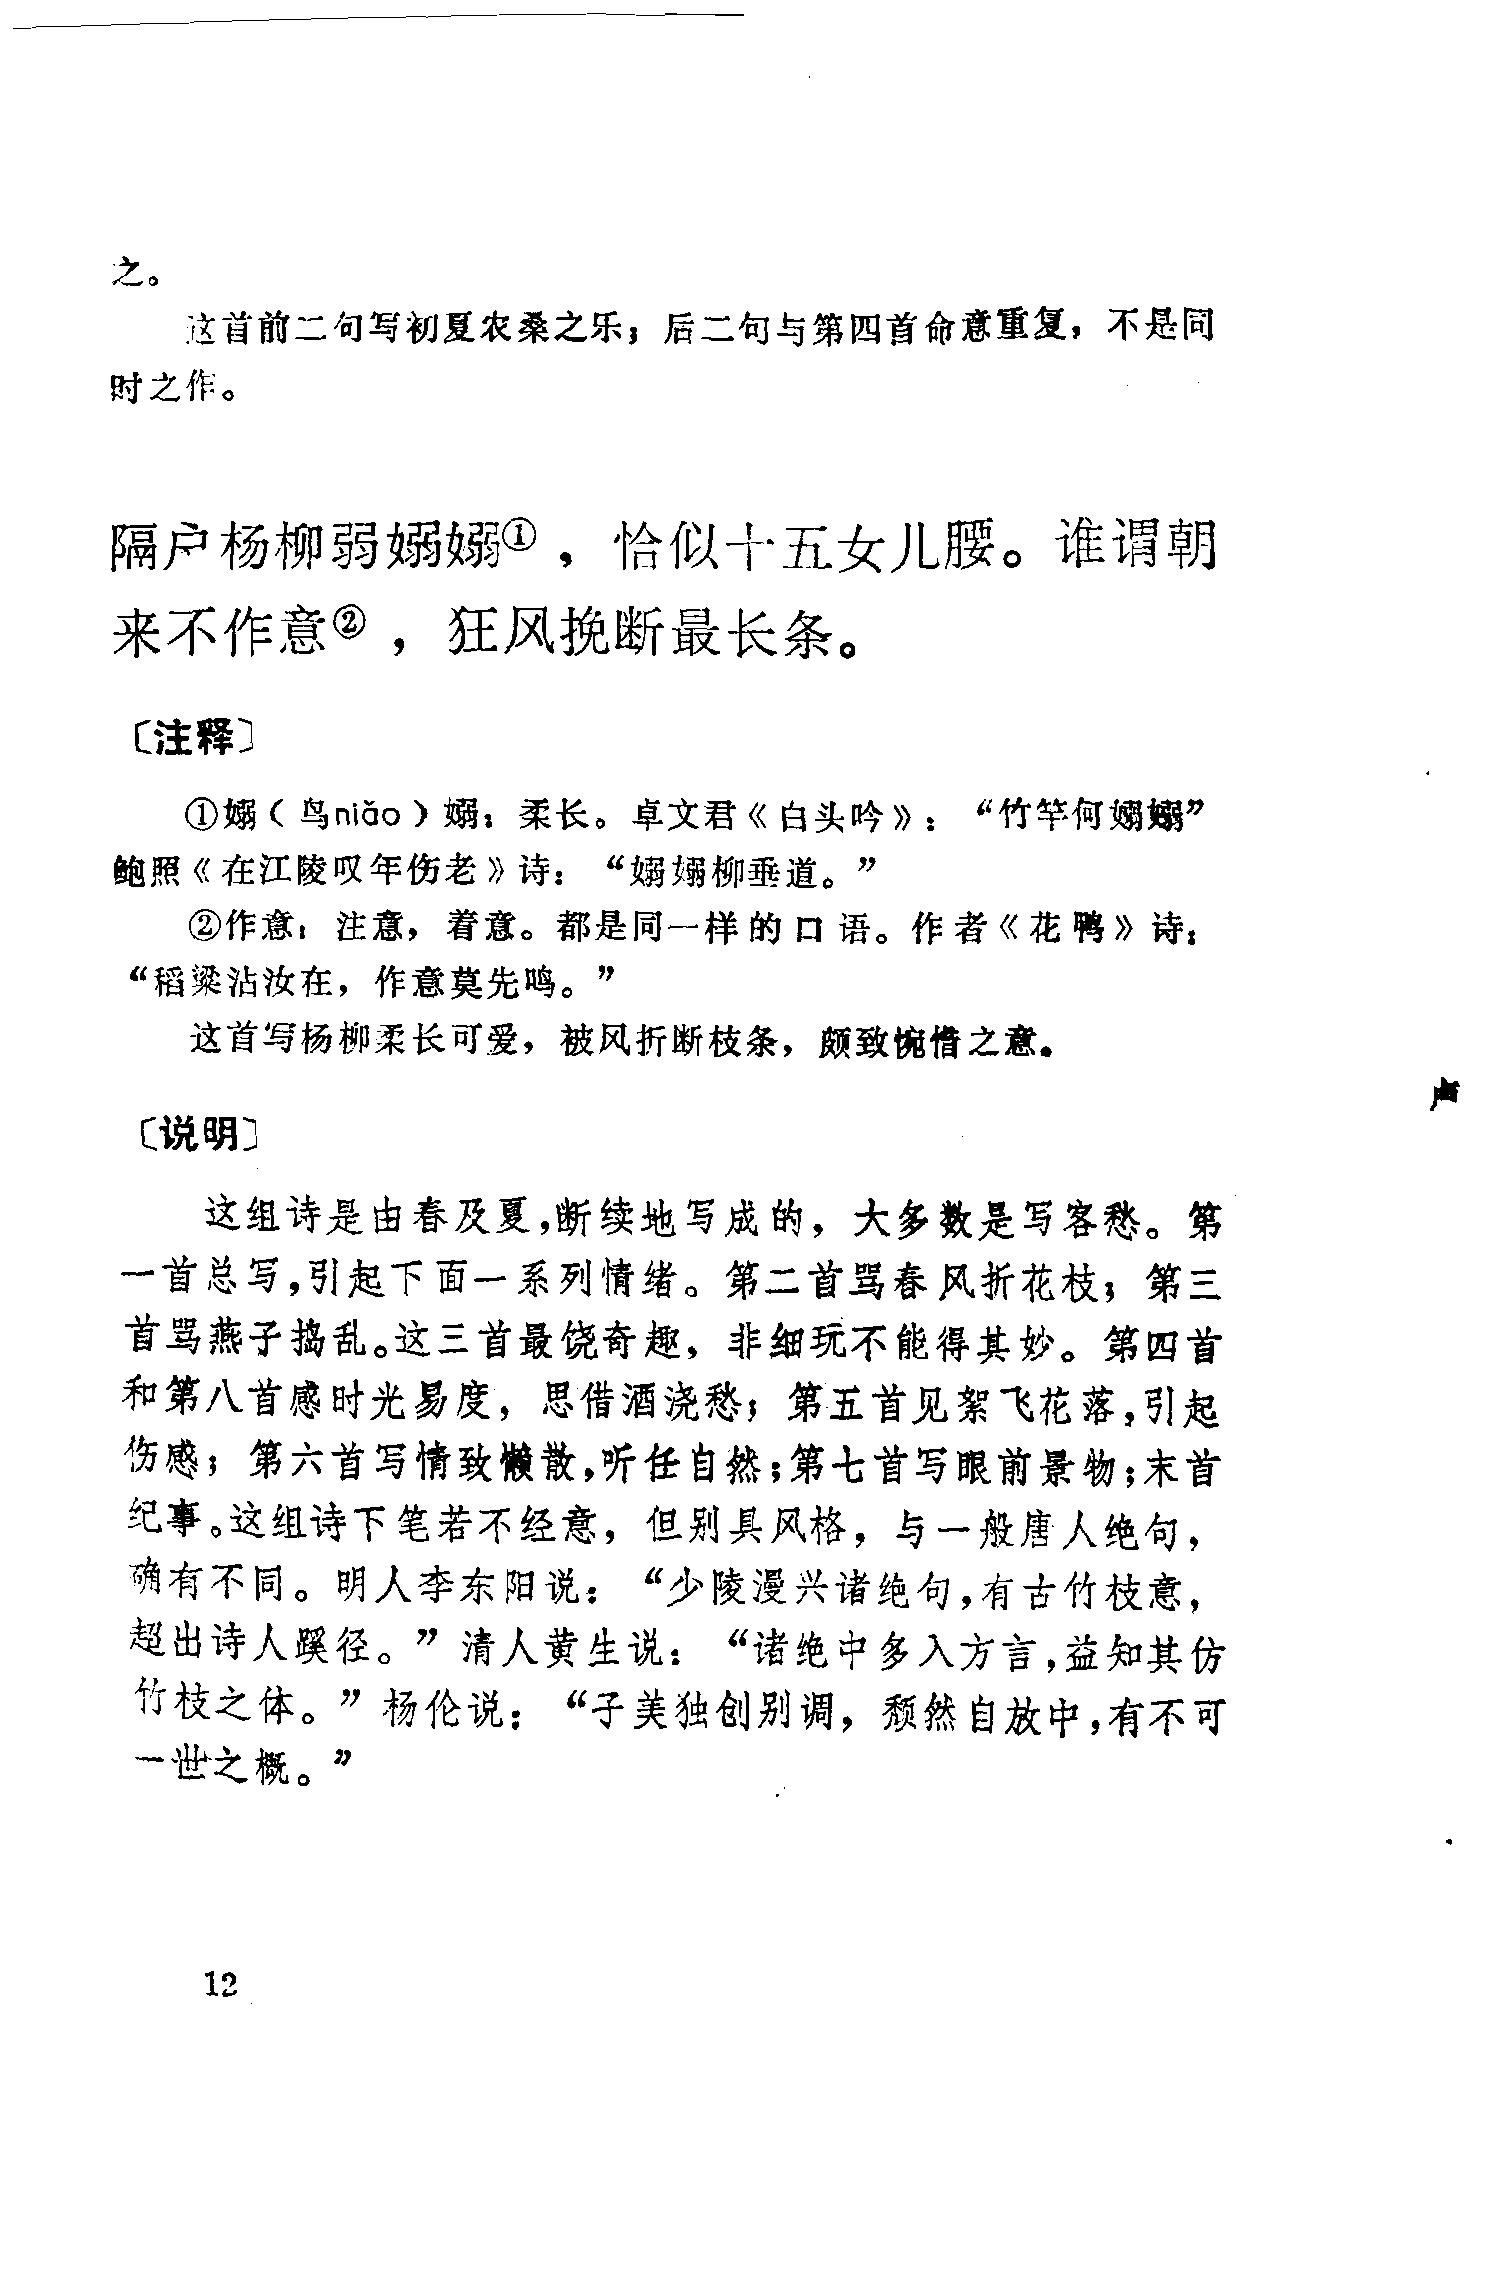 之。
这首前二句写初夏农桑之乐；后二句与第四首命意重复，不是同
时之作。
隔户杨柳弱嫋嫋①，恰似十五女儿腰。谁谓朝
来不作意②，狂风挽断最长条。
〔注释〕
①嫋（鸟niǎo）嫋：柔长。卓文君《白头吟》：“竹竿何嫋嫋”
鲍照《在江陵叹年伤老》诗：“嫋嫋柳垂道。”
②作意：注意，着意。都是同一样的口语。作者《花鸭》诗：
“稻粱沾汝在，作意莫先鸣。”
这首写杨柳柔长可爱，被风折断枝条，颇致惋惜之意。
〔说明〕
这组诗是由春及夏,断续地写成的，大多数是写客愁。第
一首总写,引起下面一系列情绪。第二首骂春风折花枝；第三
首骂燕子捣乱。这三首最饶奇趣，非细玩不能得其妙。第四首
和第八首感时光易度，思借酒浇愁；第五首见絮飞花落,引起
伤感；第六首写情致懒散,听任自然;第七首写眼前景物;末首
纪事。这组诗下笔若不经意，但别具风格，与一般唐人绝句，
确有不同。明人李东阳说：“少陵漫兴诸绝句,有古竹枝意，
超出诗人蹊径。”清人黄生说：“诸绝中多入方言,益知其仿
竹枝之体。”杨伦说：“子美独创别调，颓然自放中,有不可
一世之概。”
12